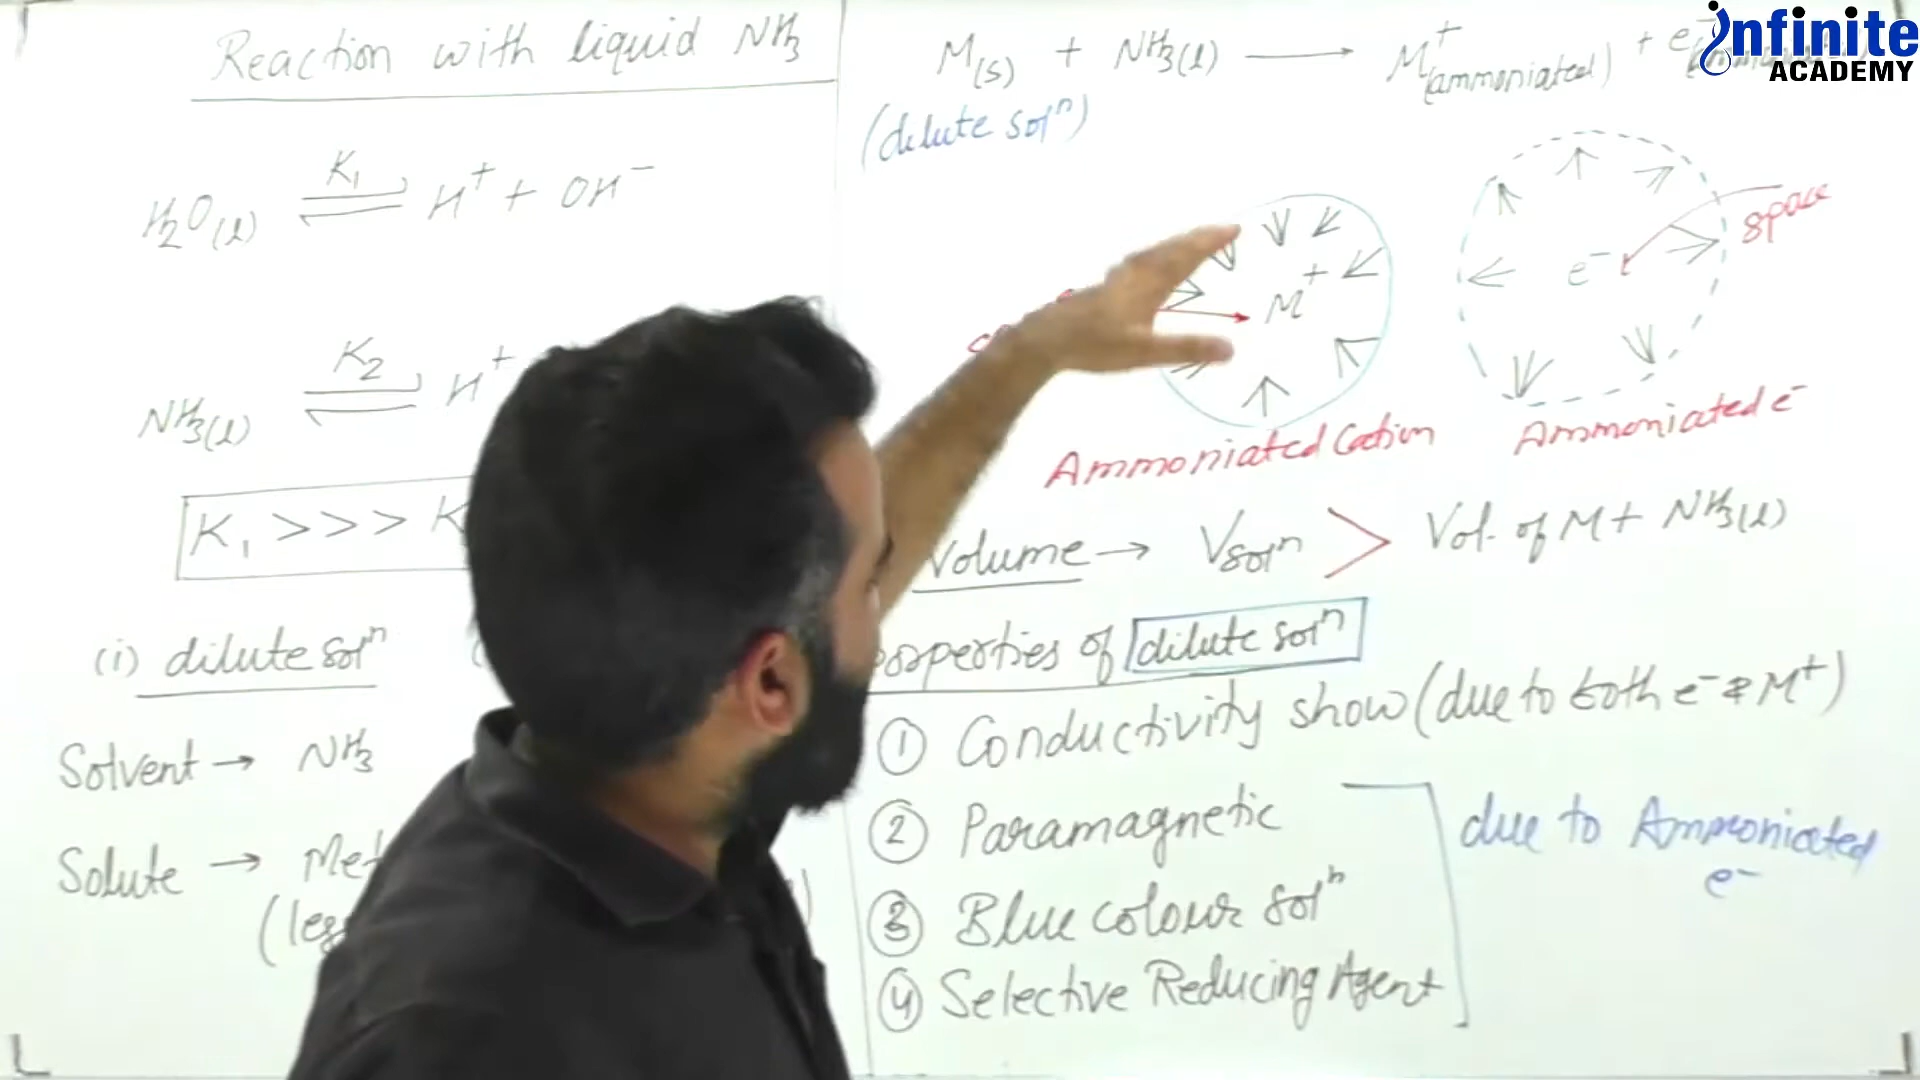 Reaction with liquid NH3
H2O(l) ⇌ H+ + OH-
K1
NH3(l) ⇌ H+
K2
K1 >>> K
(i) dilute solⁿ
Solvent → NH3
Solute → Met
(less
M(s) + NH3(l) → M+(ammoniated) + e-
(dilute solⁿ)
M+
e-
space
Ammoniated Cation
Ammoniated e-
Volume → Vsolⁿ > Vol. of M + NH3(l)
properties of dilute solⁿ
① Conductivity show (due to both e- & M+)
② Paramagnetic
③ Blue colour solⁿ
④ Selective Reducing Agent
due to Ammoniated
e-
infinite
ACADEMY